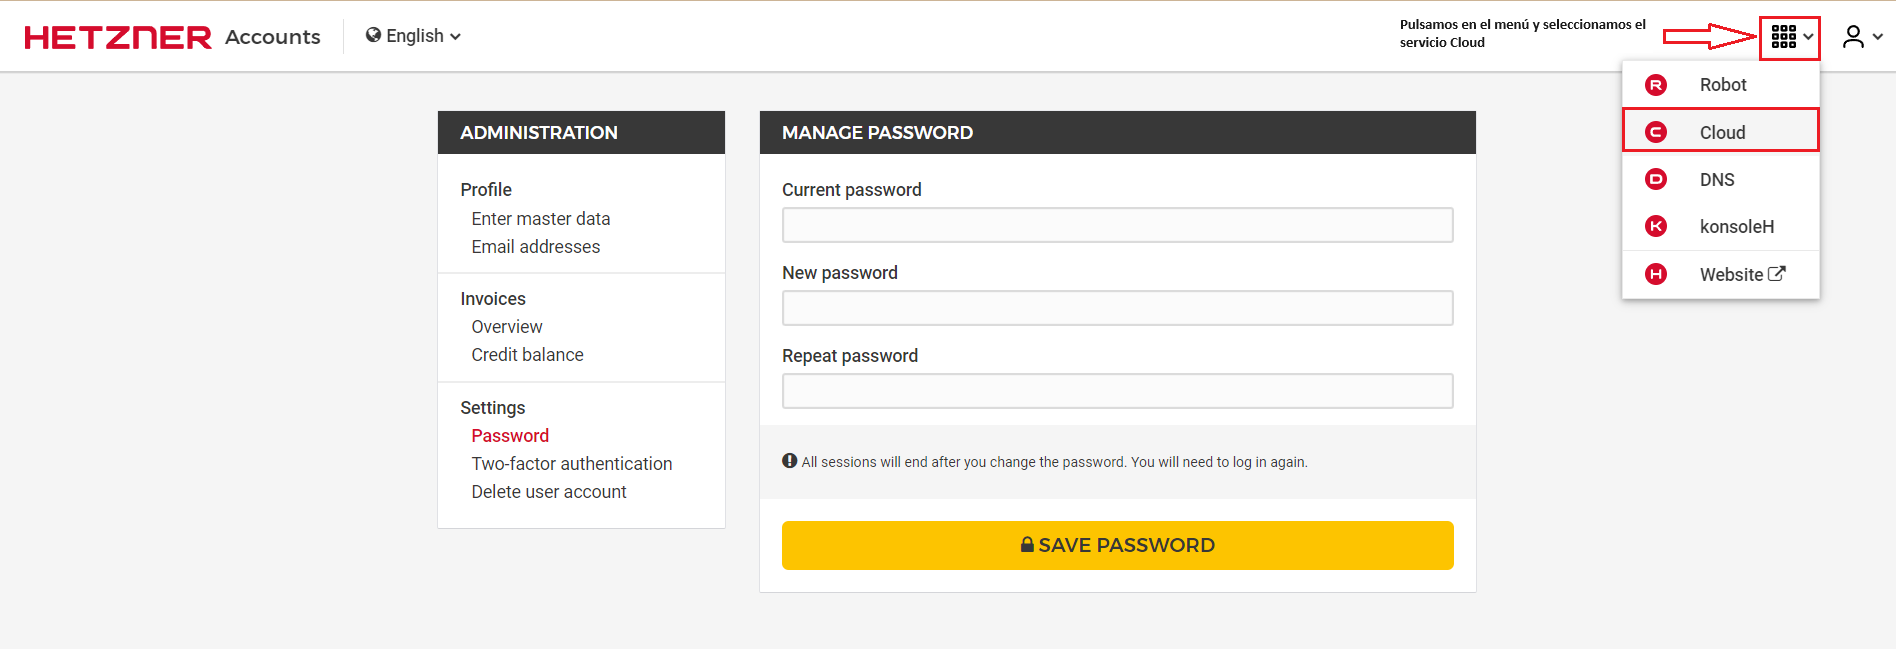 HETZNER Accounts
English
Pulsamos en el menú y seleccionamos el
servicio Cloud
R Robot
C Cloud
D DNS
K konsoleH
H Website
ADMINISTRATION
Profile
Enter master data
Email addresses
Invoices
Overview
Credit balance
Settings
Password
Two-factor authentication
Delete user account
MANAGE PASSWORD
Current password
New password
Repeat password
All sessions will end after you change the password. You will need to log in again.
SAVE PASSWORD